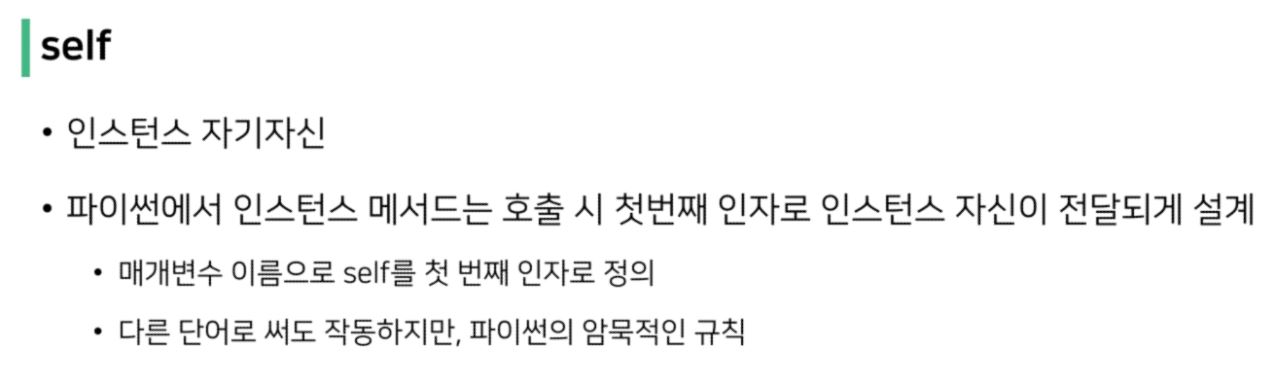 self
• 인스턴스 자기자신
• 파이썬에서 인스턴스 메서드는 호출 시 첫번째 인자로 인스턴스 자신이 전달되게 설계
• 매개변수 이름으로 self를 첫 번째 인자로 정의
• 다른 단어로 써도 작동하지만, 파이썬의 암묵적인 규칙